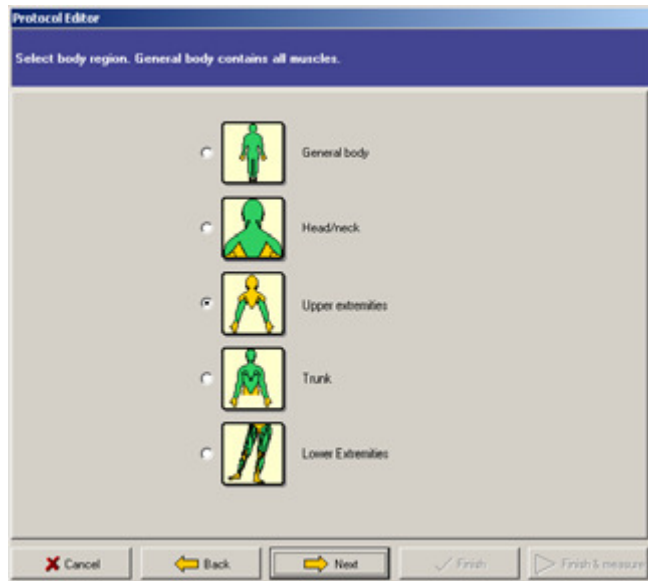 Protocol Editor
Select body region. General body contains all muscles.
General body
Head/neck
Upper extremities
Trunk
Lower Extremities
Cancel
Back
Next
Finish
Finish & measure